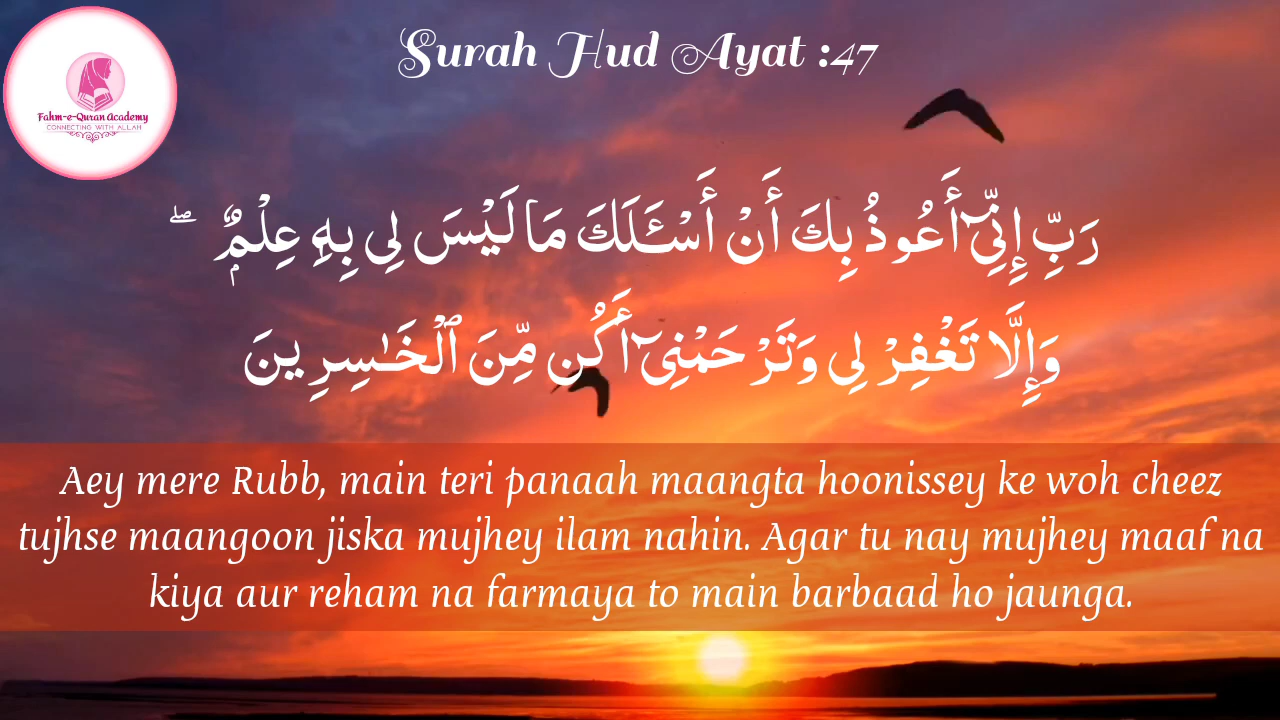 Surah Hud Ayat :47
Fahm-e-Quran Academy
CONNECTING WITH ALLAH
رَبِّ إِنِّىٓ أَعُوذُ بِكَ أَنْ أَسْـَٔلَكَ مَا لَيْسَ لِى بِهِۦ عِلْمٌۭ ۖ
وَإِلَّا تَغْفِرْ لِى وَتَرْحَمْنِىٓ أَكُن مِّنَ ٱلْخَـٰسِرِينَ
Aey mere Rubb, main teri panaah maangta hoonissey ke woh cheez
tujhse maangoon jiska mujhey ilam nahin. Agar tu nay mujhey maaf na
kiya aur reham na farmaya to main barbaad ho jaunga.